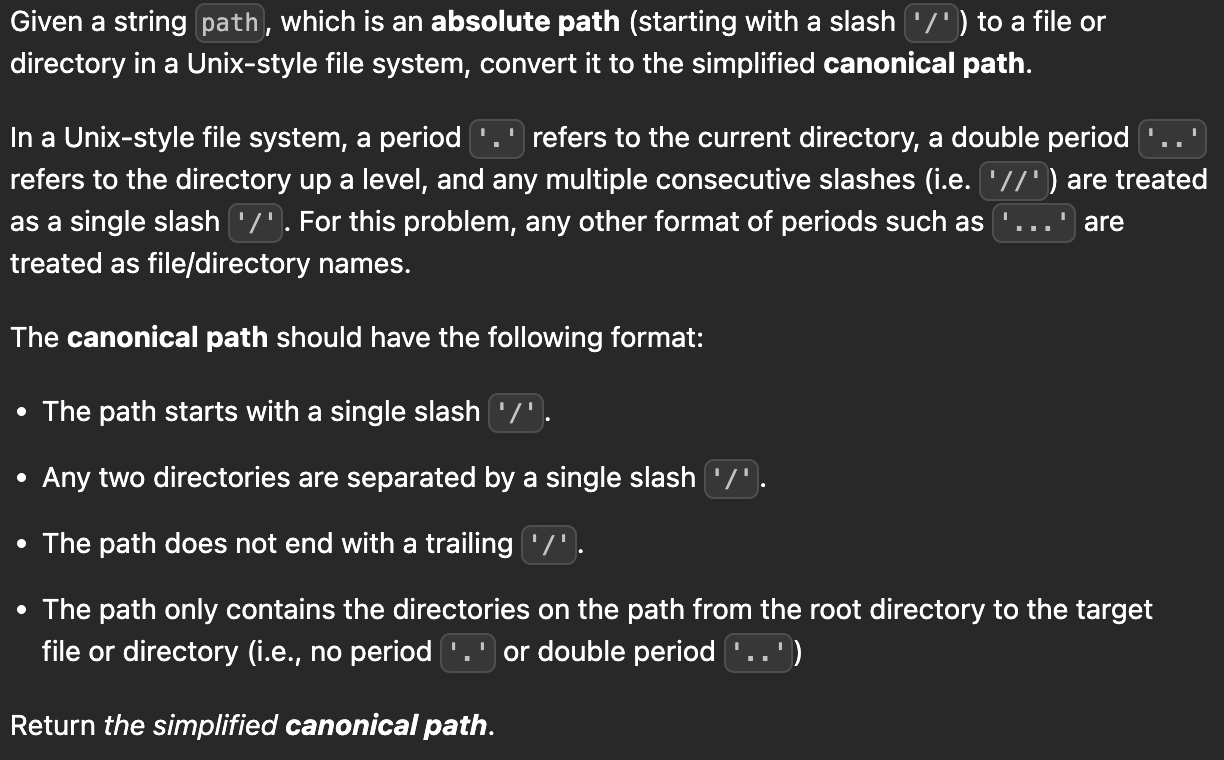 Given a string path, which is an absolute path (starting with a slash '/') to a file or
directory in a Unix-style file system, convert it to the simplified canonical path.
In a Unix-style file system, a period '.' refers to the current directory, a double period '..'
refers to the directory up a level, and any multiple consecutive slashes (i.e. '//') are treated
as a single slash '/'. For this problem, any other format of periods such as '...' are
treated as file/directory names.
The canonical path should have the following format:
• The path starts with a single slash '/'.
• Any two directories are separated by a single slash '/'.
• The path does not end with a trailing '/'.
• The path only contains the directories on the path from the root directory to the target
file or directory (i.e., no period '.' or double period '..')
Return the simplified canonical path.